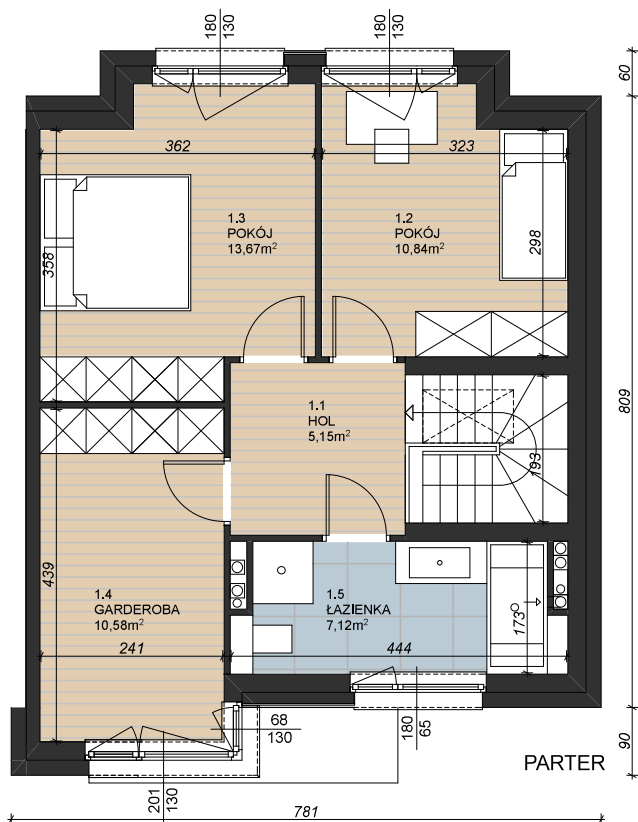 180
130
180
130
60
362
323
1.3
POKÓJ
13,67m²
1.2
POKÓJ
10,84m²
358
298
809
1.1
HOL
5,15m²
193
439
1.4
GARDEROBA
10,58m²
1.5
ŁAZIENKA
7,12m²
173
241
444
68
130
180
65
90
PARTER
201
130
781